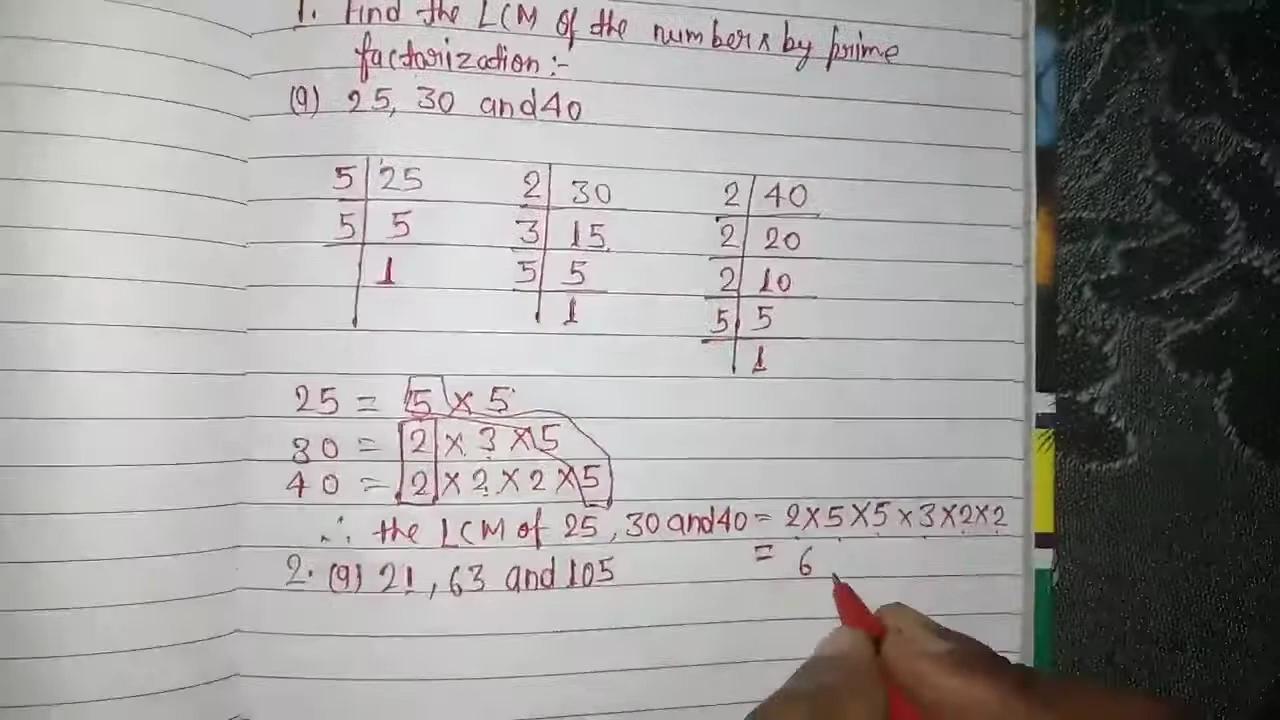 1. Find the LCM of the numbers by prime
factorization:-
(a) 25, 30 and 40
5 25
5 5
1
2 30
3 15
5 5
1
2 40
2 20
2 10
5 5
1
25 = 5 × 5
30 = 2 × 3 × 5
40 = 2 × 2 × 2 × 5
∴ the LCM of 25, 30 and 40 = 2×5×5×3×2×2
= 6
2. (a) 21, 63 and 105